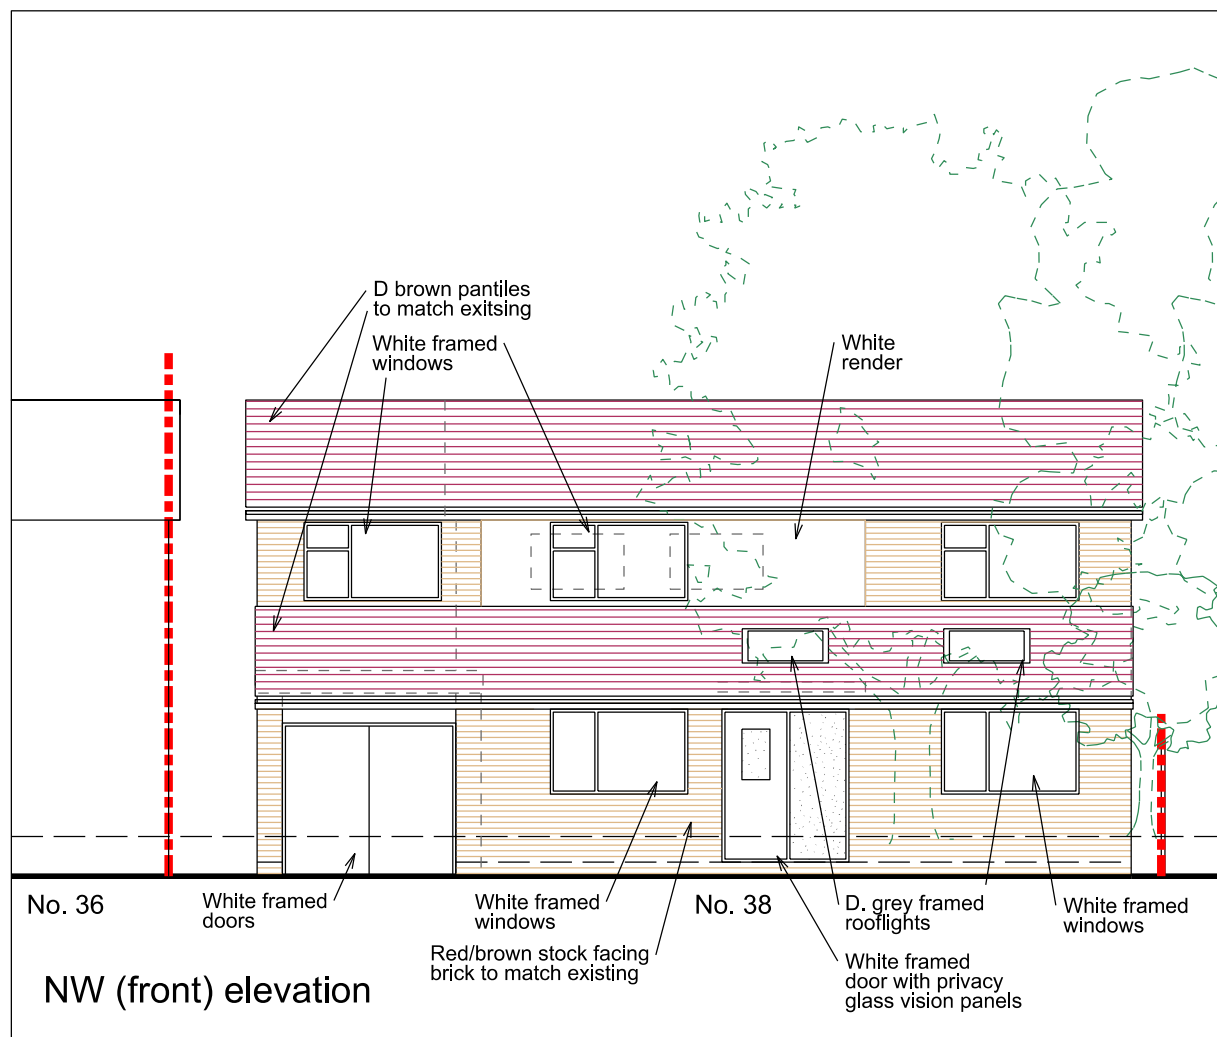 D brown pantiles
to match exitsing
White framed
windows
White
render
No. 36
White framed
doors
White framed
windows
No. 38
D. grey framed
rooflights
White framed
windows
Red/brown stock facing
brick to match existing
White framed
door with privacy
glass vision panels
NW (front) elevation